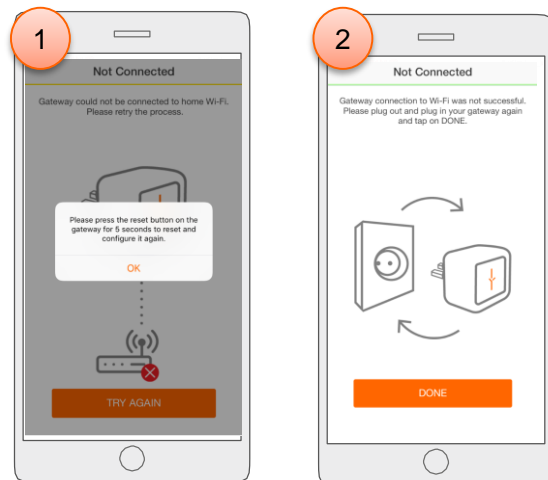 1
Not Connected
Gateway could not be connected to home Wi-Fi.
Please retry the process.
Please press the reset button on the
gateway for 5 seconds to reset and
configure it again.
OK
TRY AGAIN
2
Not Connected
Gateway connection to Wi-Fi was not successful.
Please plug out and plug in your gateway again
and tap on DONE.
DONE